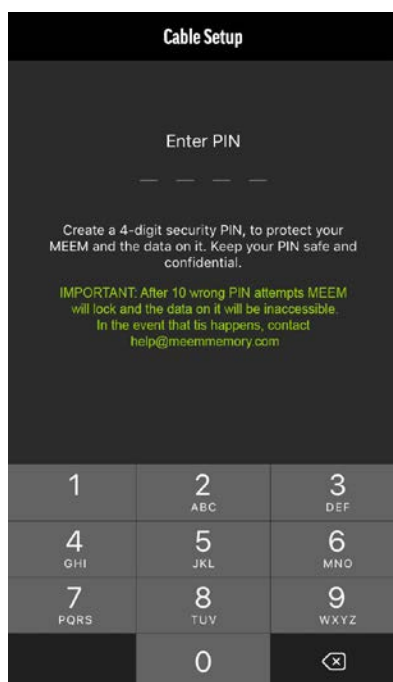 Cable Setup
Enter PIN
Create a 4-digit security PIN, to protect your
MEEM and the data on it. Keep your PIN safe and
confidential.
IMPORTANT: After 10 wrong PIN attempts MEEM
will lock and the data on it will be inaccessible.
In the event that tis happens, contact
help@meemmemory.com
1 2 3
ABC DEF
4 5 6
GHI JKL MNO
7 8 9
PQRS TUV WXYZ
0